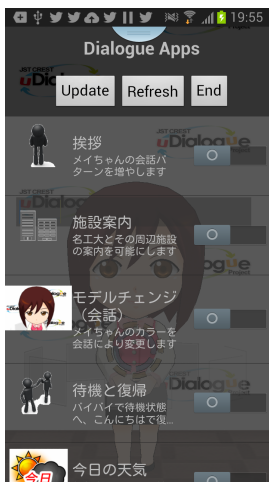 19:55
Dialogue Apps
JST CREST
uDialogue
Project
Update
Refresh
End
挨拶
メイちゃんの会話パ
ターンを増やします
施設案内
名工大とその周辺施設
の案内を可能にします
モデルチェンジ
（会話）
メイちゃんのカラーを
会話により変更します
待機と復帰
バイバイで待機状態
へ、こんにちはで復...
今日の天気
今日